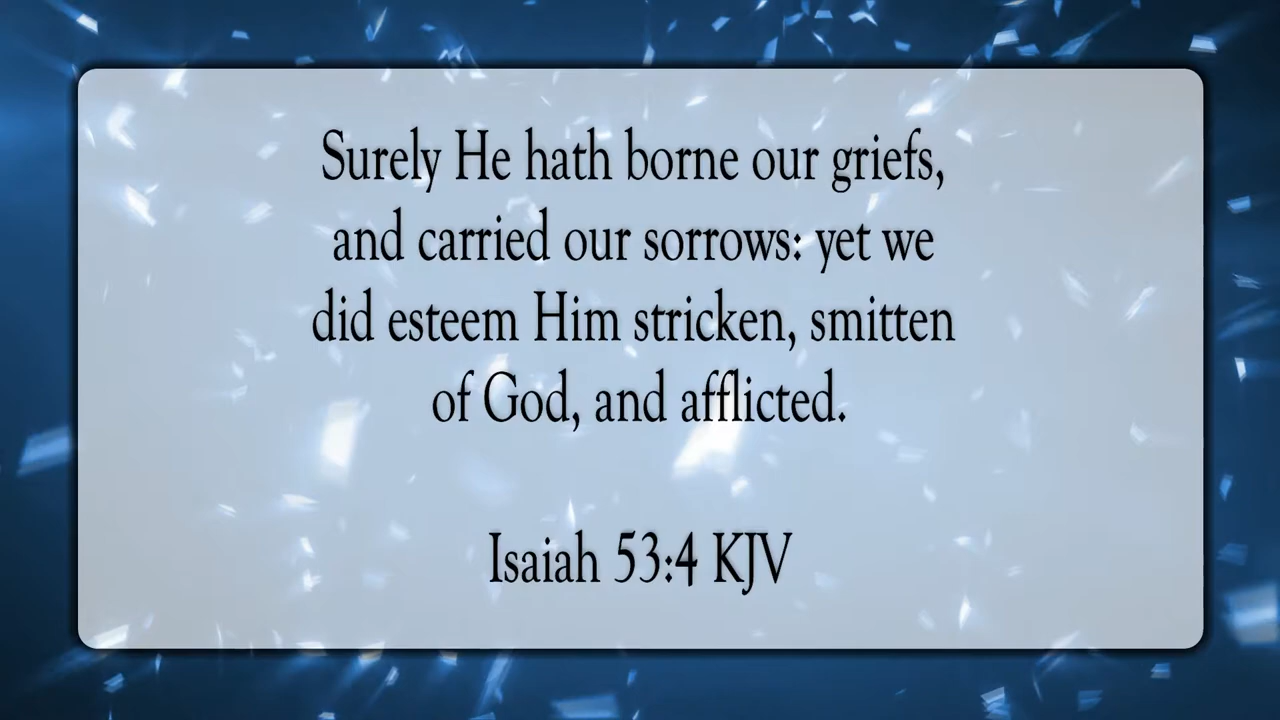 Surely He hath borne our griefs,
and carried our sorrows: yet we
did esteem Him stricken, smitten
of God, and afflicted.
Isaiah 53:4 KJV